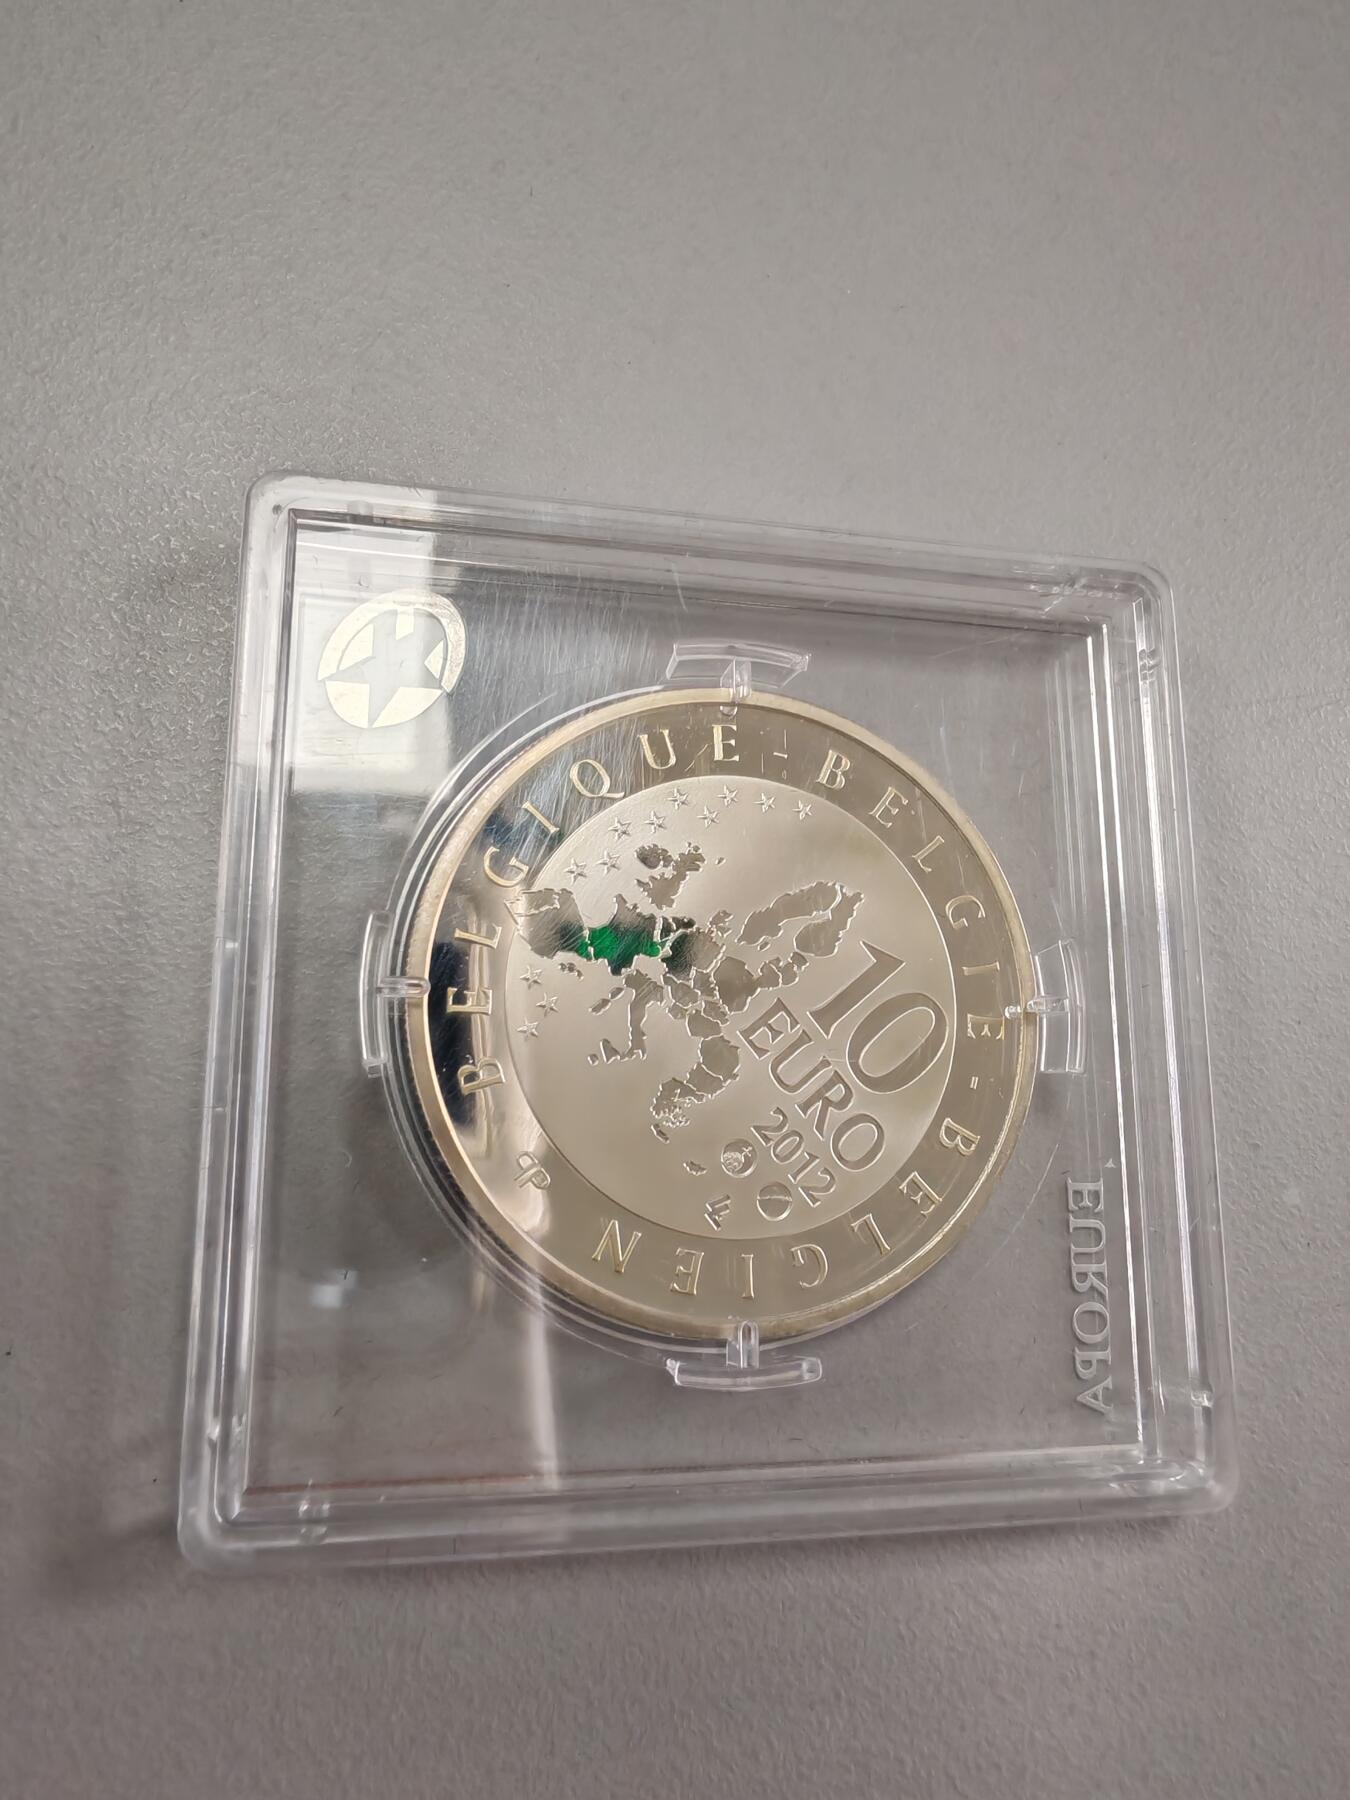 BELGIQUE - BELGIE - BELGIEN
10
EURO
2012
EUROPA